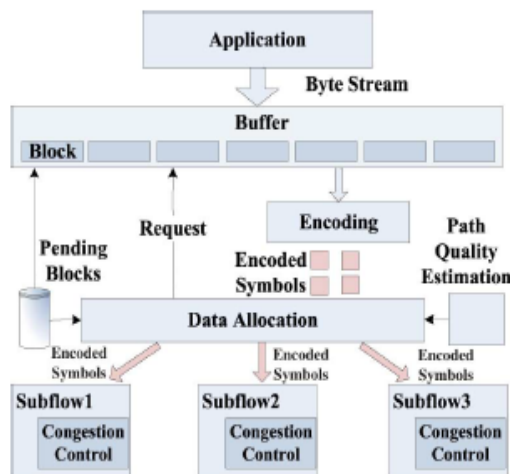 Application
Byte Stream
Buffer
Block
Encoding
Pending
Blocks
Request
Encoded
Symbols
Path
Quality
Estimation
Data Allocation
Encoded
Symbols
Encoded
Symbols
Encoded
Symbols
Subflow1
Subflow2
Subflow3
Congestion
Control
Congestion
Control
Congestion
Control